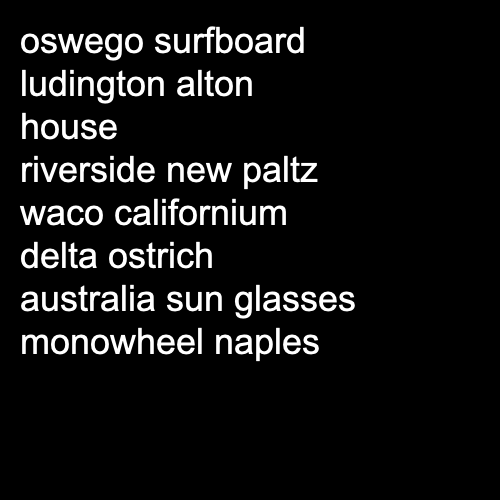 oswego surfboard
ludington alton
house
riverside new paltz
waco californium
delta ostrich
australia sun glasses
monowheel naples